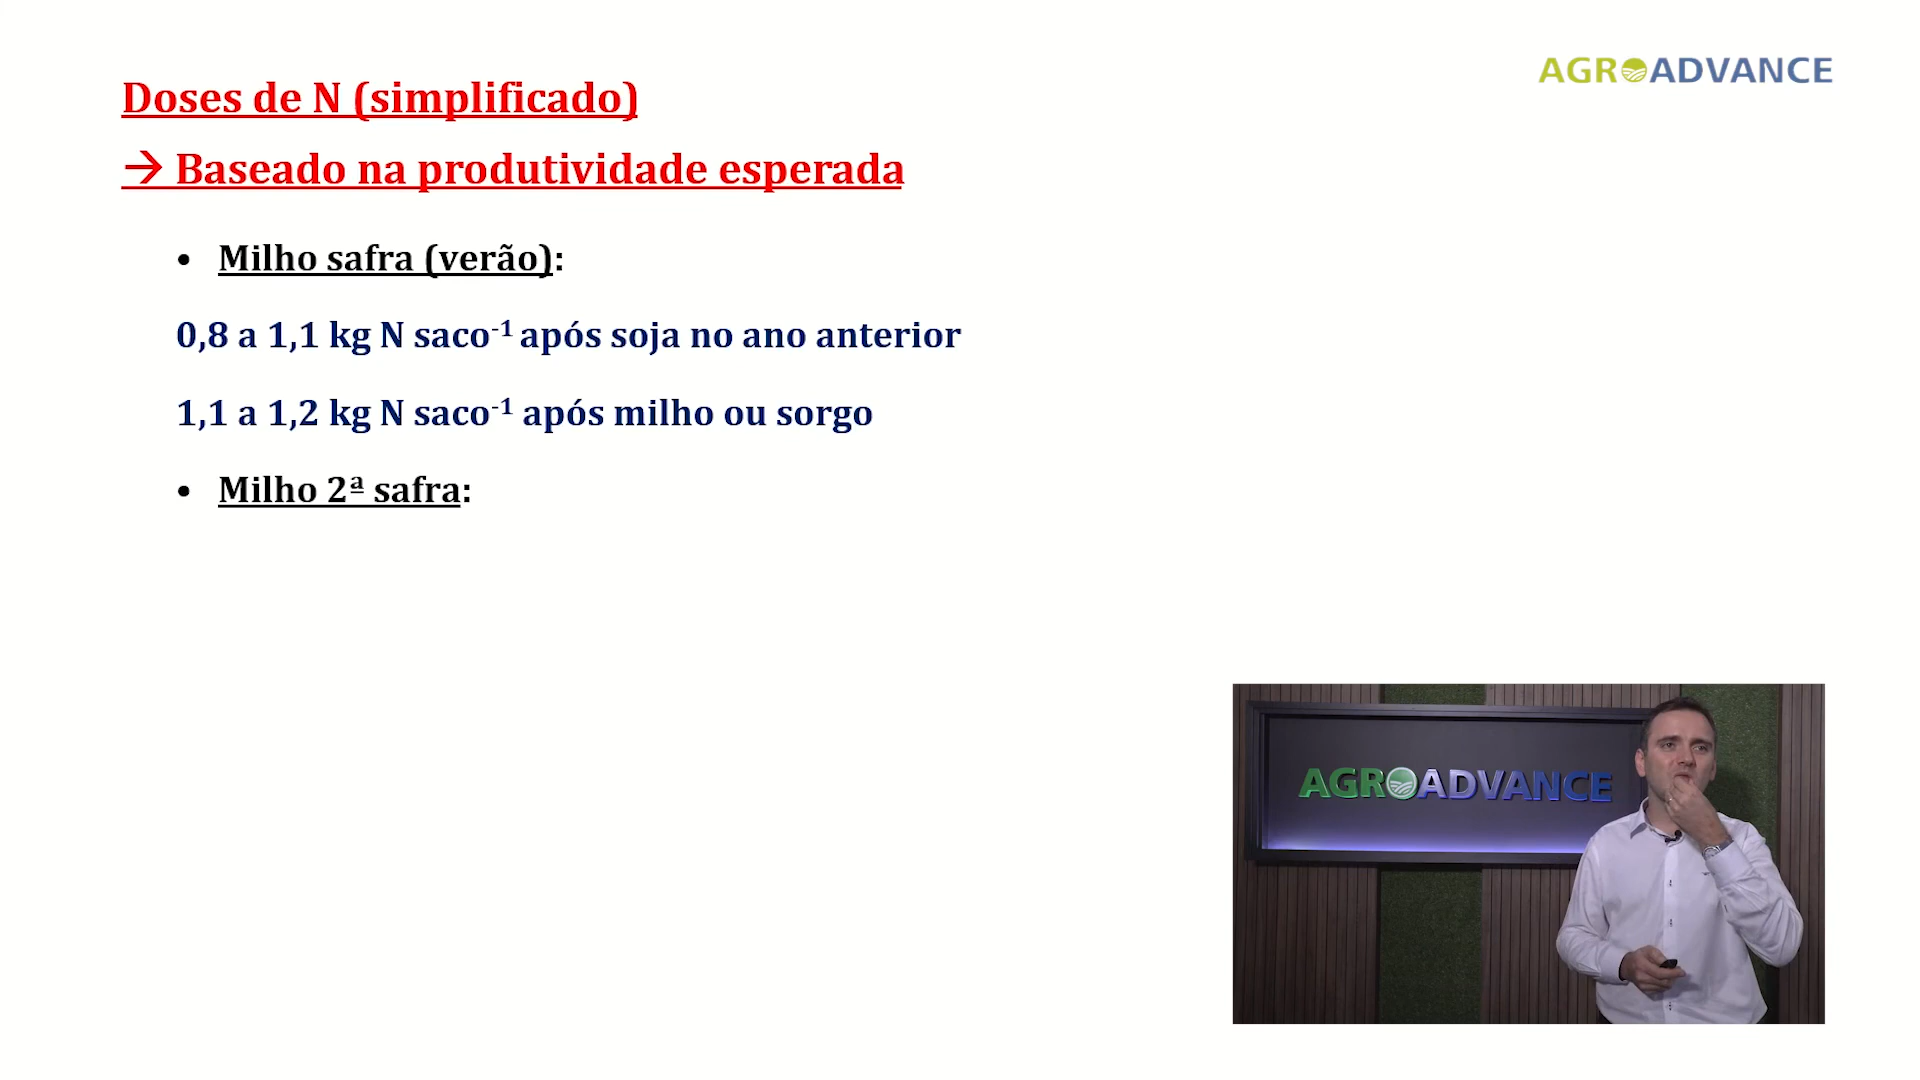 AGROADVANCE
Doses de N (simplificado)
→ Baseado na produtividade esperada
• Milho safra (verão):
0,8 a 1,1 kg N saco⁻¹ após soja no ano anterior
1,1 a 1,2 kg N saco⁻¹ após milho ou sorgo
• Milho 2ª safra:
AGROADVANCE